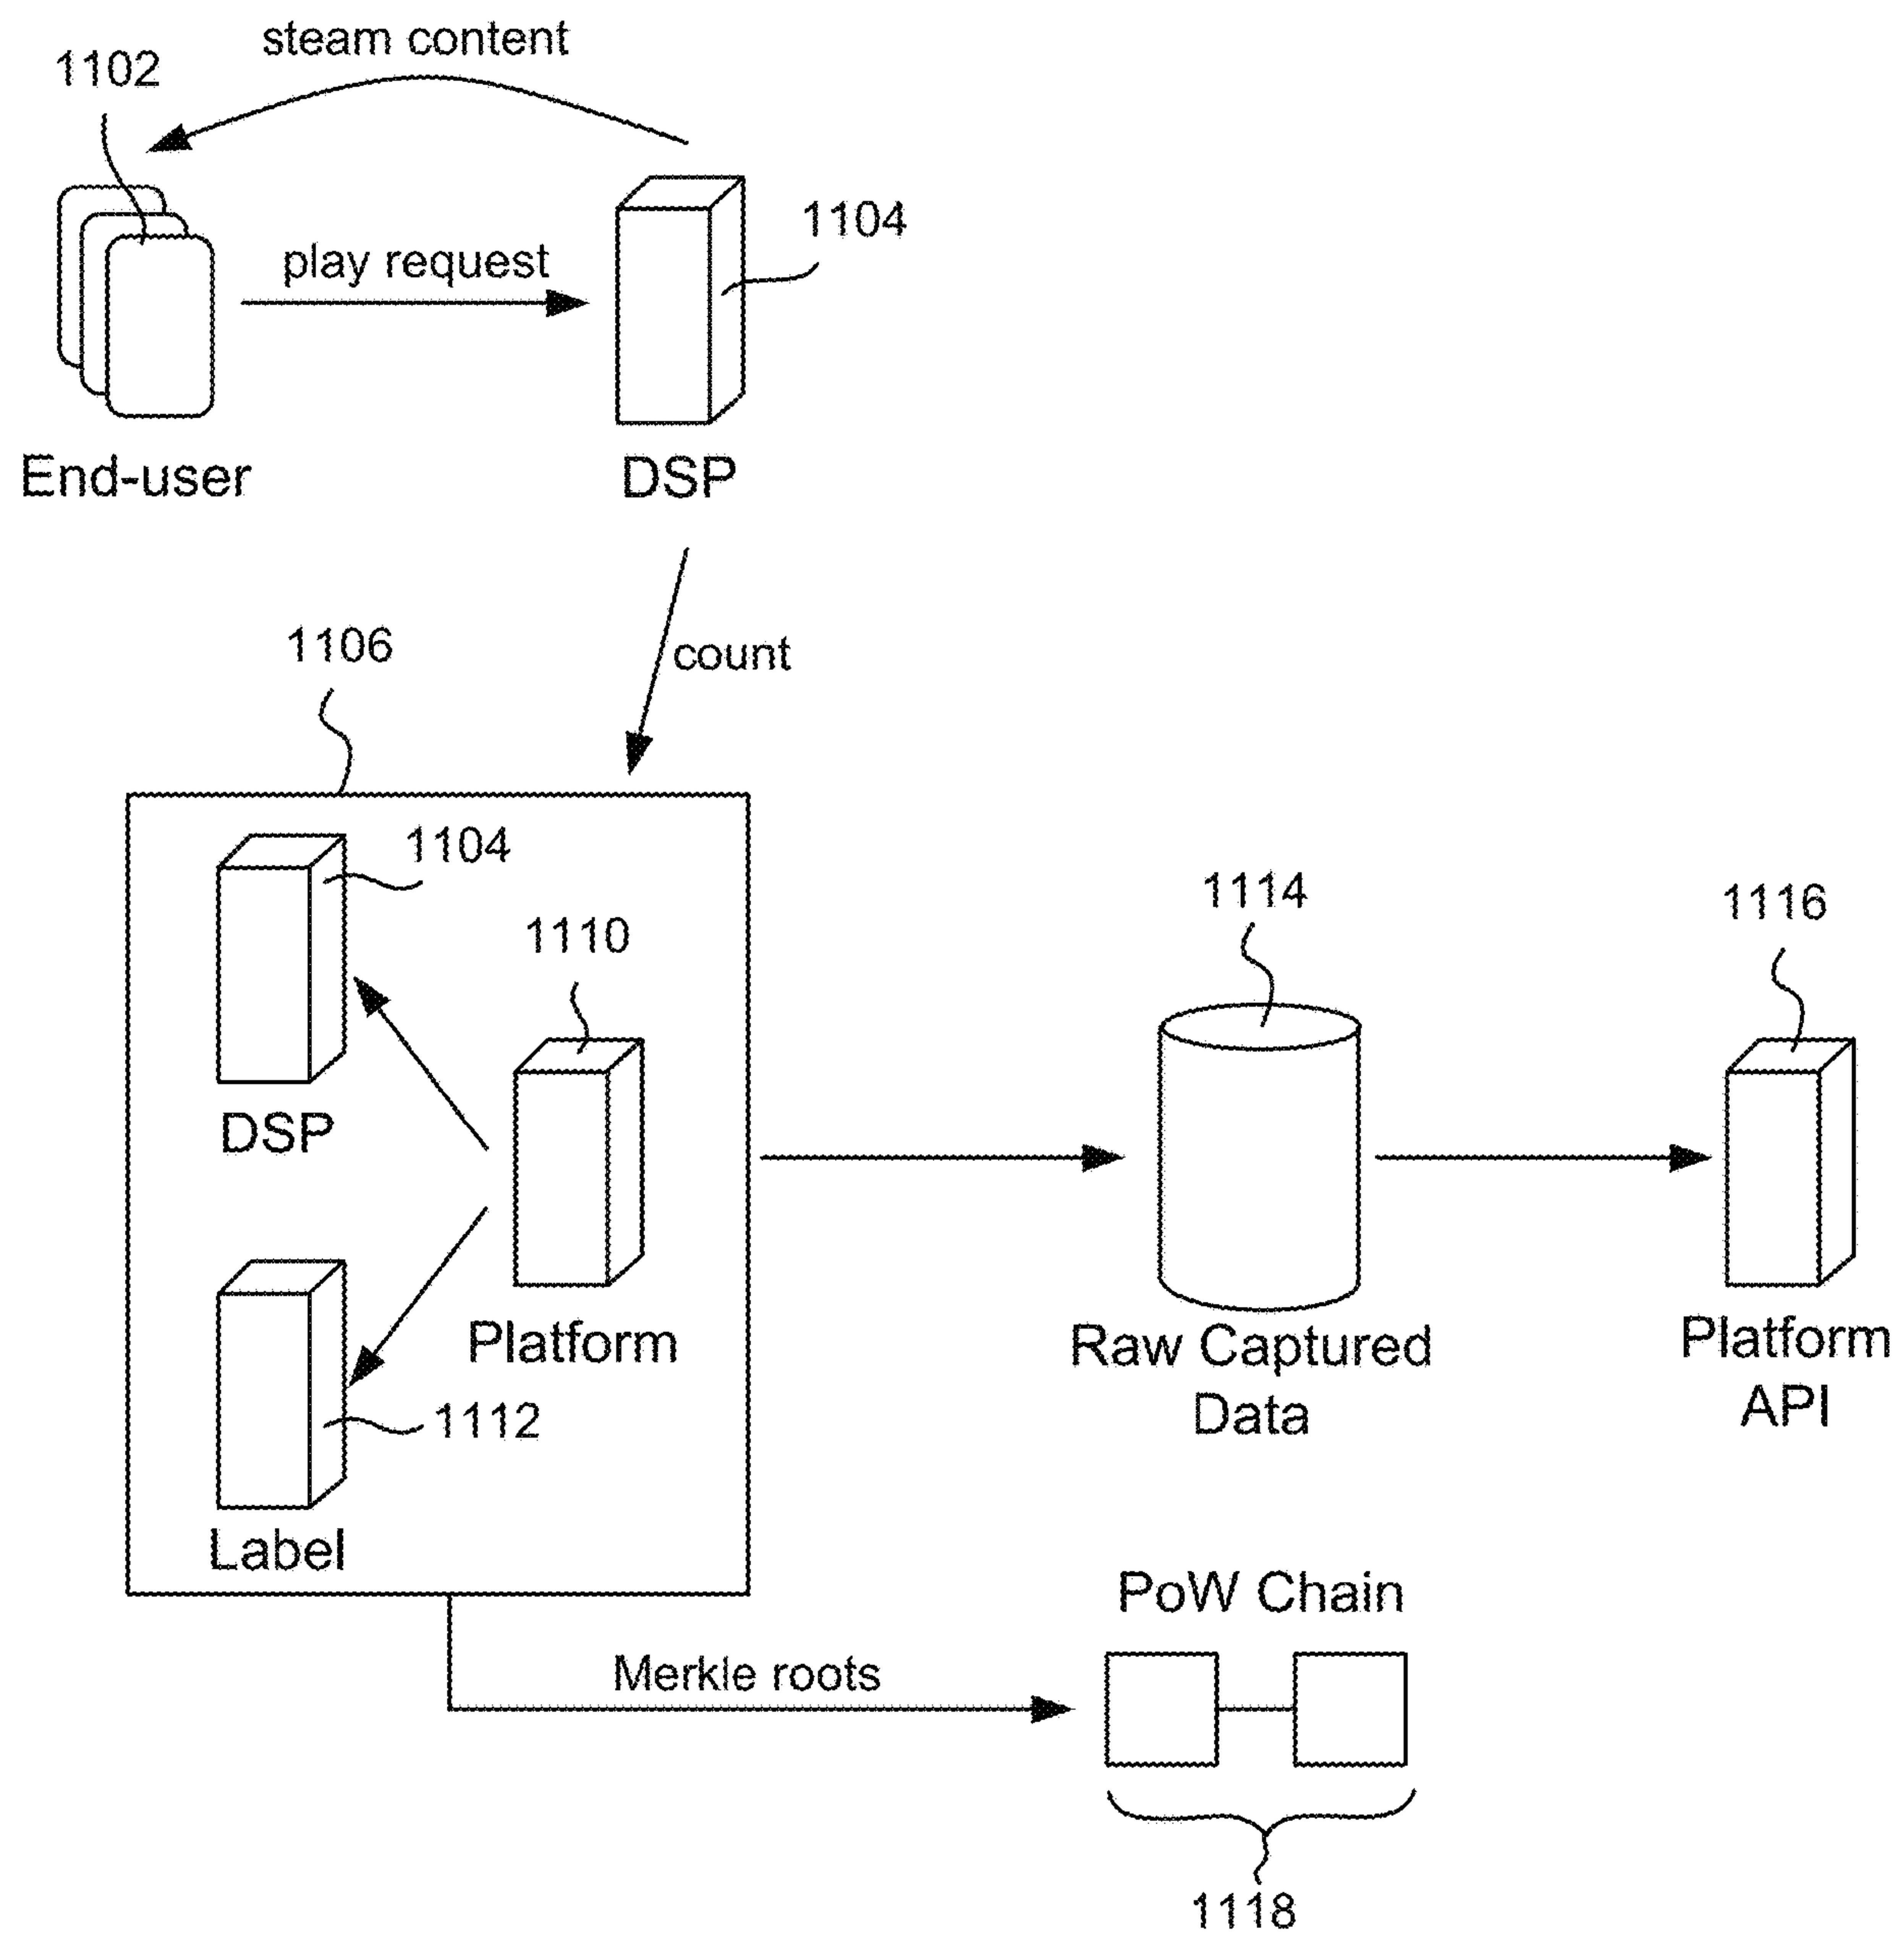 steam content
1102
1104
play request
End-user
DSP
1106
count
1104
1110
1114
1116
DSP
Platform
1112
Label
Raw Captured
Data
Platform
API
PoW Chain
Merkle roots
1118